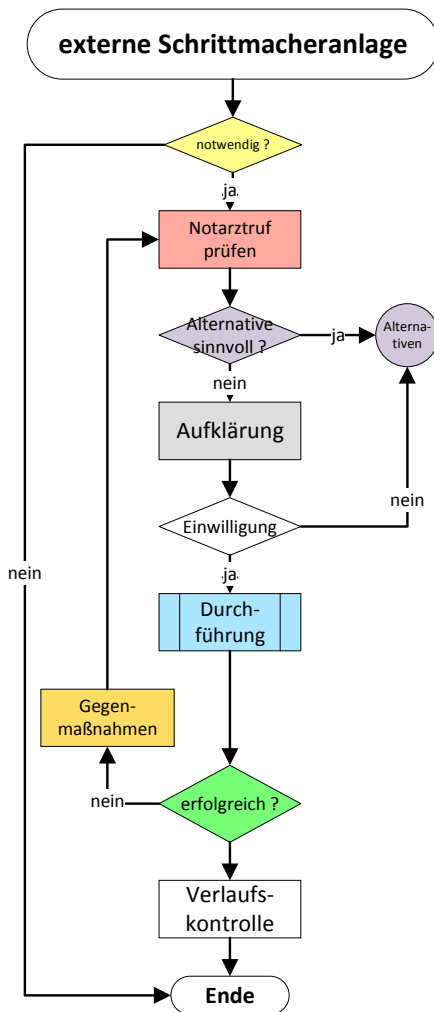 externe Schrittmacheranlage
notwendig ?
ja
Notarztruf
prüfen
Alternative
sinnvoll ?
ja
Alterna-
tiven
nein
Aufklärung
Einwilligung
nein
ja
nein
Durch-
führung
Gegen-
maßnahmen
erfolgreich ?
nein
Verlaufs-
kontrolle
Ende